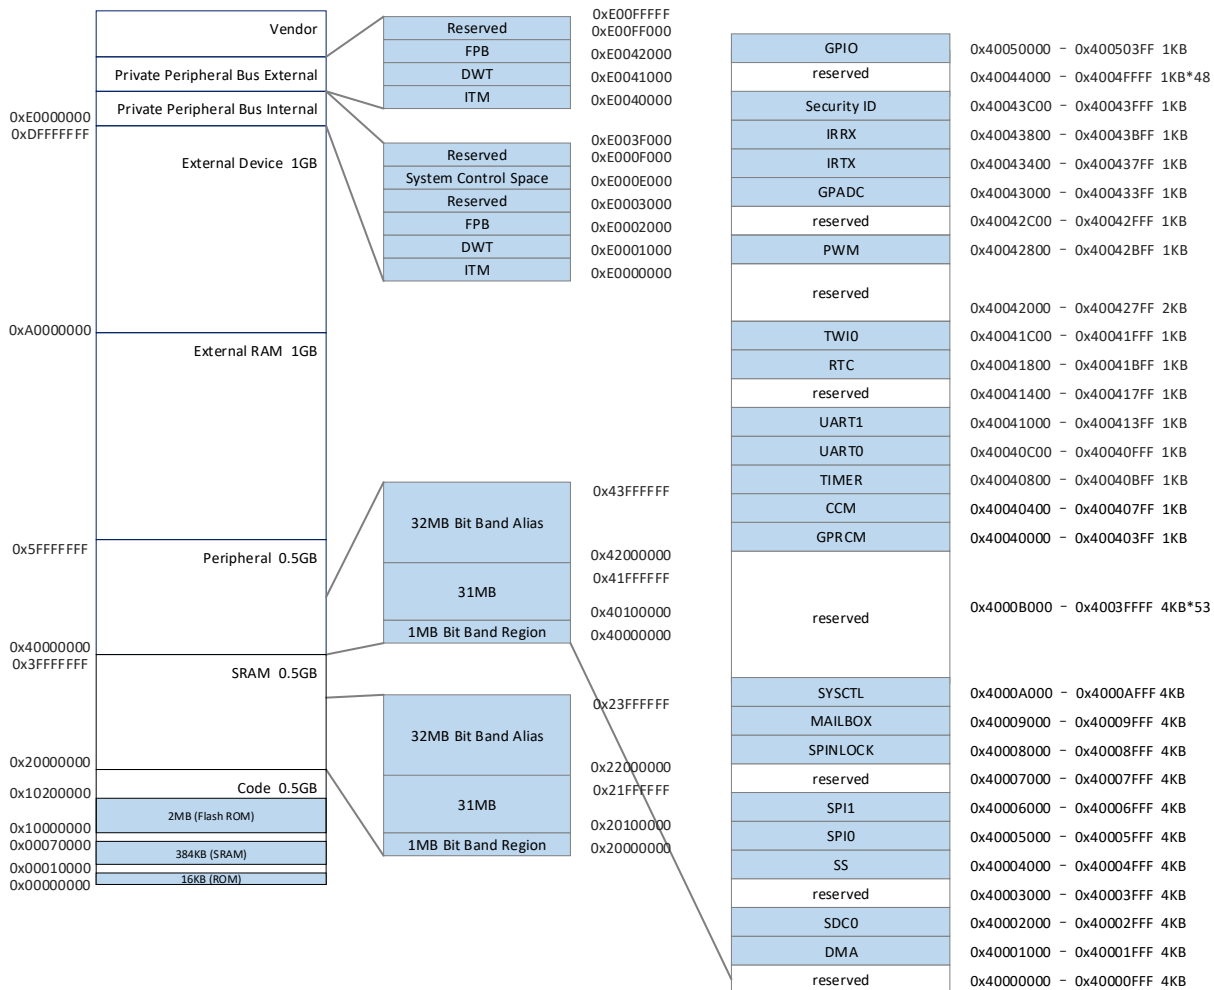 Vendor
Private Peripheral Bus External
Private Peripheral Bus Internal
0xE0000000
0xDFFFFFFF
External Device 1GB
0xA0000000
External RAM 1GB
0x5FFFFFFF
Peripheral 0.5GB
0x40000000
0x3FFFFFFF
SRAM 0.5GB
0x20000000
Code 0.5GB
0x10200000
2MB (Flash ROM)
0x10000000
0x00070000
384KB (SRAM)
0x00010000
16KB (ROM)
0x00000000
0xE00FFFFF
Reserved
0xE00FF000
FPB
0xE0042000
DWT
0xE0041000
ITM
0xE0040000
0xE003F000
Reserved
0xE000F000
System Control Space
0xE000E000
Reserved
0xE0003000
FPB
0xE0002000
DWT
0xE0001000
ITM
0xE0000000
0x43FFFFFF
32MB Bit Band Alias
0x42000000
0x41FFFFFF
31MB
0x40100000
1MB Bit Band Region
0x40000000
0x23FFFFFF
32MB Bit Band Alias
0x22000000
0x21FFFFFF
31MB
0x20100000
1MB Bit Band Region
0x20000000
GPIO 0x40050000 – 0x400503FF 1KB
reserved 0x40044000 – 0x4004FFFF 1KB*48
Security ID 0x40043C00 – 0x40043FFF 1KB
IRRX 0x40043800 – 0x40043BFF 1KB
IRTX 0x40043400 – 0x400437FF 1KB
GPADC 0x40043000 – 0x400433FF 1KB
reserved 0x40042C00 – 0x40042FFF 1KB
PWM 0x40042800 – 0x40042BFF 1KB
reserved 0x40042000 – 0x400427FF 2KB
TWI0 0x40041C00 – 0x40041FFF 1KB
RTC 0x40041800 – 0x40041BFF 1KB
reserved 0x40041400 – 0x400417FF 1KB
UART1 0x40041000 – 0x400413FF 1KB
UART0 0x40040C00 – 0x40040FFF 1KB
TIMER 0x40040800 – 0x40040BFF 1KB
CCM 0x40040400 – 0x400407FF 1KB
GPRCM 0x40040000 – 0x400403FF 1KB
reserved 0x4000B000 – 0x4003FFFF 4KB*53
SYSCTL 0x4000A000 – 0x4000AFFF 4KB
MAILBOX 0x40009000 – 0x40009FFF 4KB
SPINLOCK 0x40008000 – 0x40008FFF 4KB
reserved 0x40007000 – 0x40007FFF 4KB
SPI1 0x40006000 – 0x40006FFF 4KB
SPI0 0x40005000 – 0x40005FFF 4KB
SS 0x40004000 – 0x40004FFF 4KB
reserved 0x40003000 – 0x40003FFF 4KB
SDC0 0x40002000 – 0x40002FFF 4KB
DMA 0x40001000 – 0x40001FFF 4KB
reserved 0x40000000 – 0x40000FFF 4KB